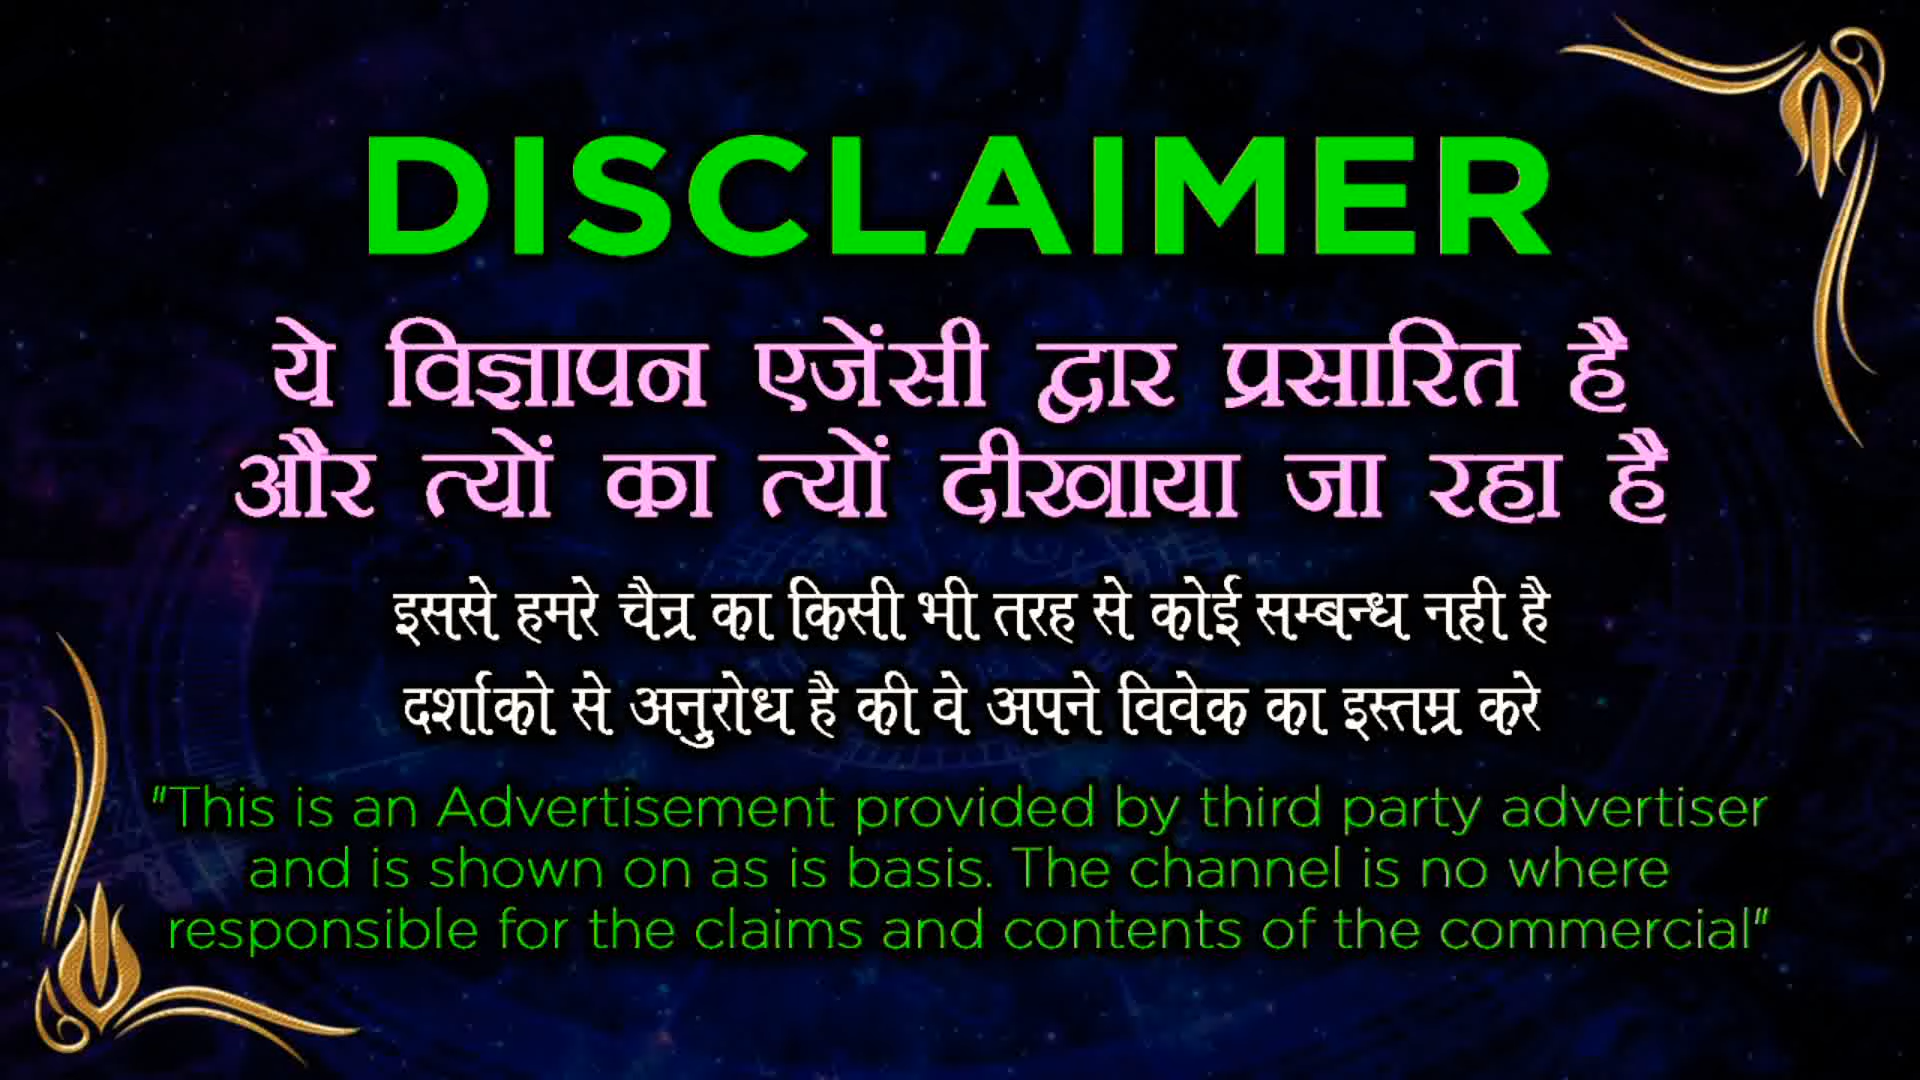 DISCLAIMER
ये विज्ञापन एजेंसी द्वार प्रसारित है
और त्यों का त्यों दीखाया जा रहा है
इससे हमरे चैन्र का किसी भी तरह से कोई सम्बन्ध नही है
दर्शाको से अनुरोध है की वे अपने विवेक का इस्तम्र करे
"This is an Advertisement provided by third party advertiser
and is shown on as is basis. The channel is no where
responsible for the claims and contents of the commercial"